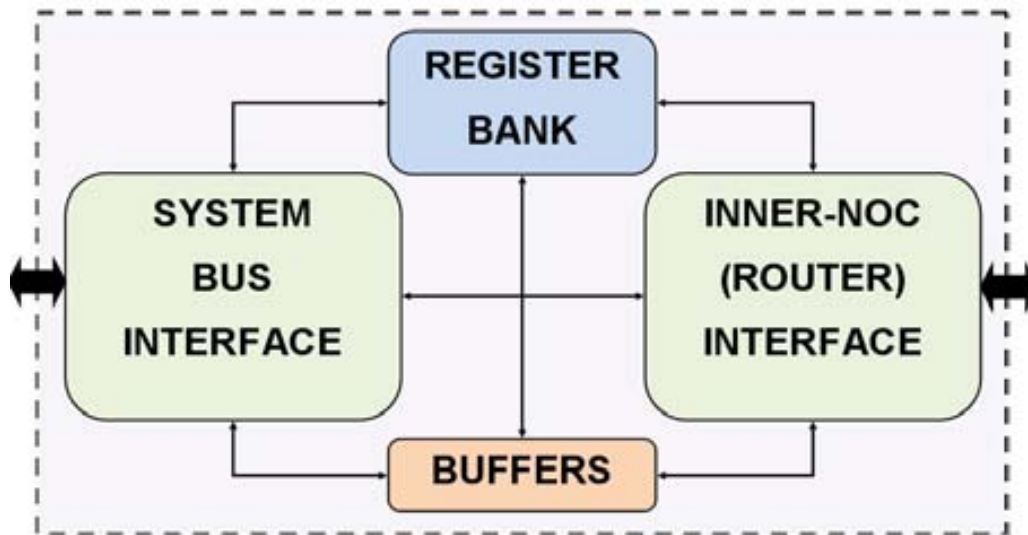 REGISTER
BANK
SYSTEM
BUS
INTERFACE
INNER-NOC
(ROUTER)
INTERFACE
BUFFERS